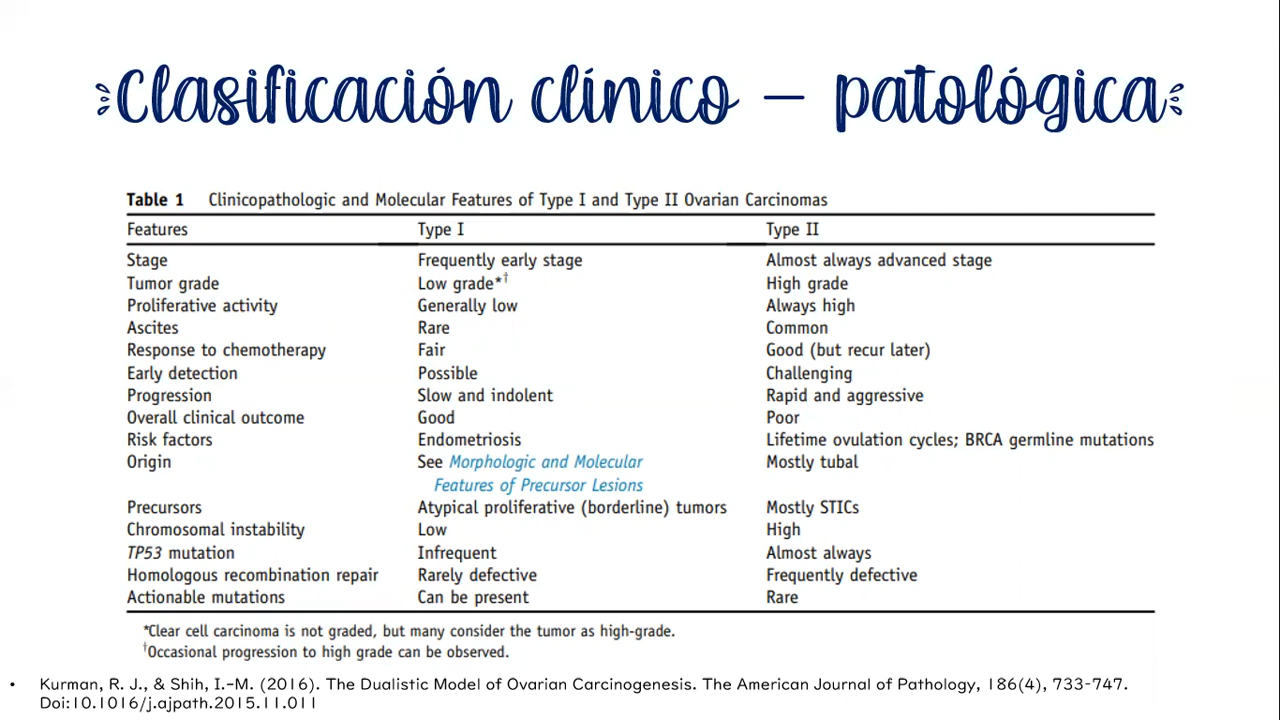 Clasificación clínico – patológica
Table 1 Clinicopathologic and Molecular Features of Type I and Type II Ovarian Carcinomas
Features Type I Type II
Stage Frequently early stage Almost always advanced stage
Tumor grade Low grade*† High grade
Proliferative activity Generally low Always high
Ascites Rare Common
Response to chemotherapy Fair Good (but recur later)
Early detection Possible Challenging
Progression Slow and indolent Rapid and aggressive
Overall clinical outcome Good Poor
Risk factors Endometriosis Lifetime ovulation cycles; BRCA germline mutations
Origin See Morphologic and Molecular Mostly tubal
Features of Precursor Lesions
Precursors Atypical proliferative (borderline) tumors Mostly STICs
Chromosomal instability Low High
TP53 mutation Infrequent Almost always
Homologous recombination repair Rarely defective Frequently defective
Actionable mutations Can be present Rare
*Clear cell carcinoma is not graded, but many consider the tumor as high-grade.
†Occasional progression to high grade can be observed.
• Kurman, R. J., & Shih, I.-M. (2016). The Dualistic Model of Ovarian Carcinogenesis. The American Journal of Pathology, 186(4), 733-747.
Doi:10.1016/j.ajpath.2015.11.011